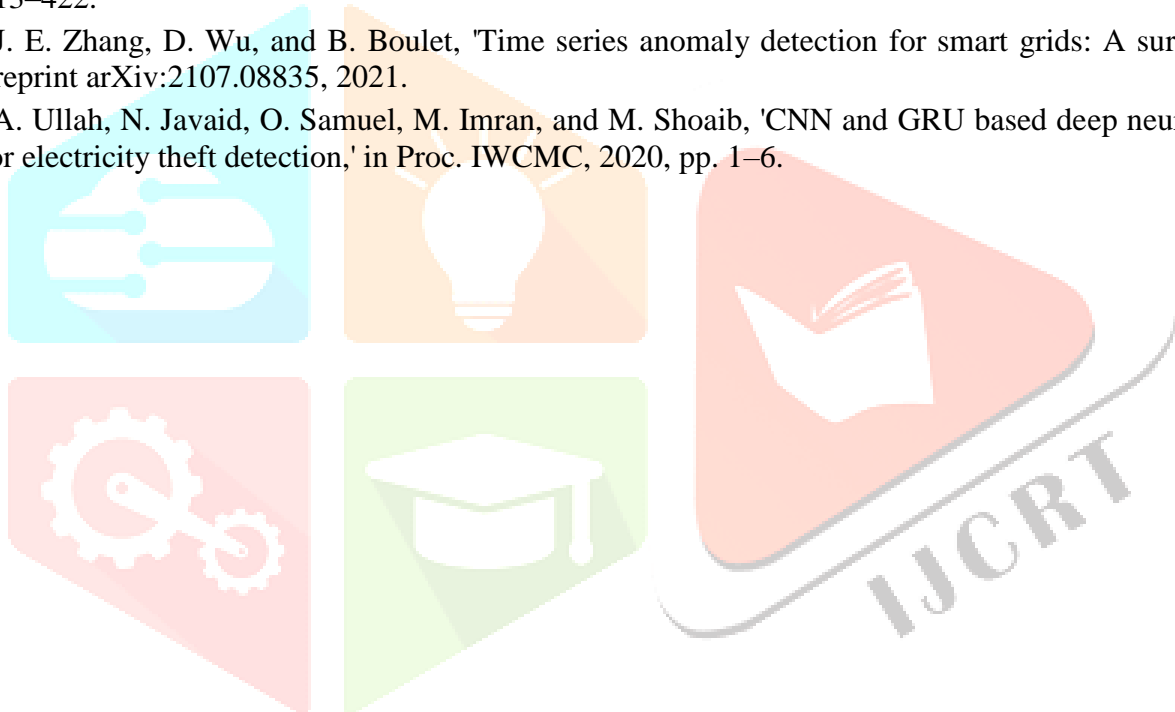 J. E. Zhang, D. Wu, and B. Boulet, 'Time series anomaly detection for smart grids: A sur
reprint arXiv:2107.08835, 2021.
A. Ullah, N. Javaid, O. Samuel, M. Imran, and M. Shoaib, 'CNN and GRU based deep neu
or electricity theft detection,' in Proc. IWCMC, 2020, pp. 1–6.
IJCRT